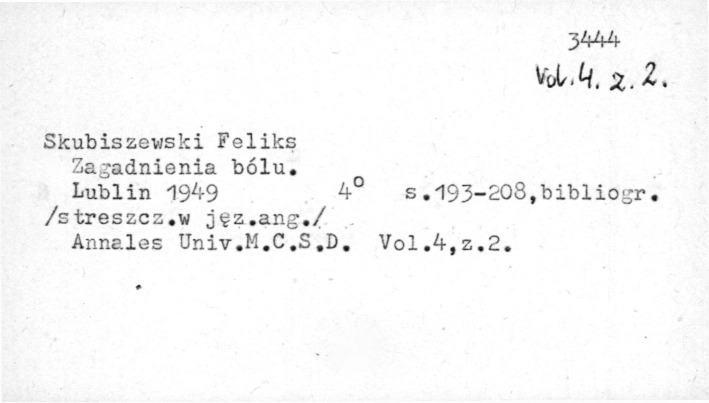 3444
Vol.4. z.2.
Skubiszewski Feliks
Zagadnienia bólu.
Lublin 1949 4° s.193-208,bibliogr.
/streszcz.w jęz.ang./
Annales Univ.M.C.S.D. Vol.4,z.2.